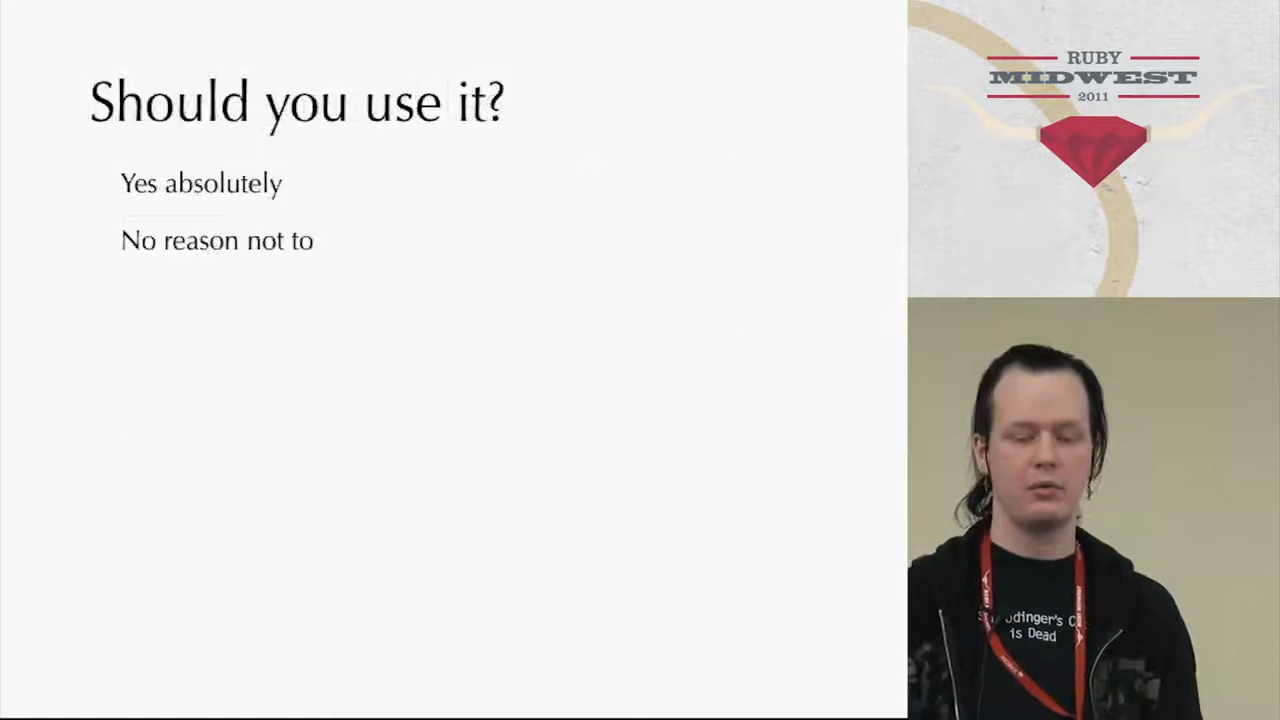 Should you use it?
Yes absolutely
No reason not to
RUBY
MIDWEST
2011
is Dead